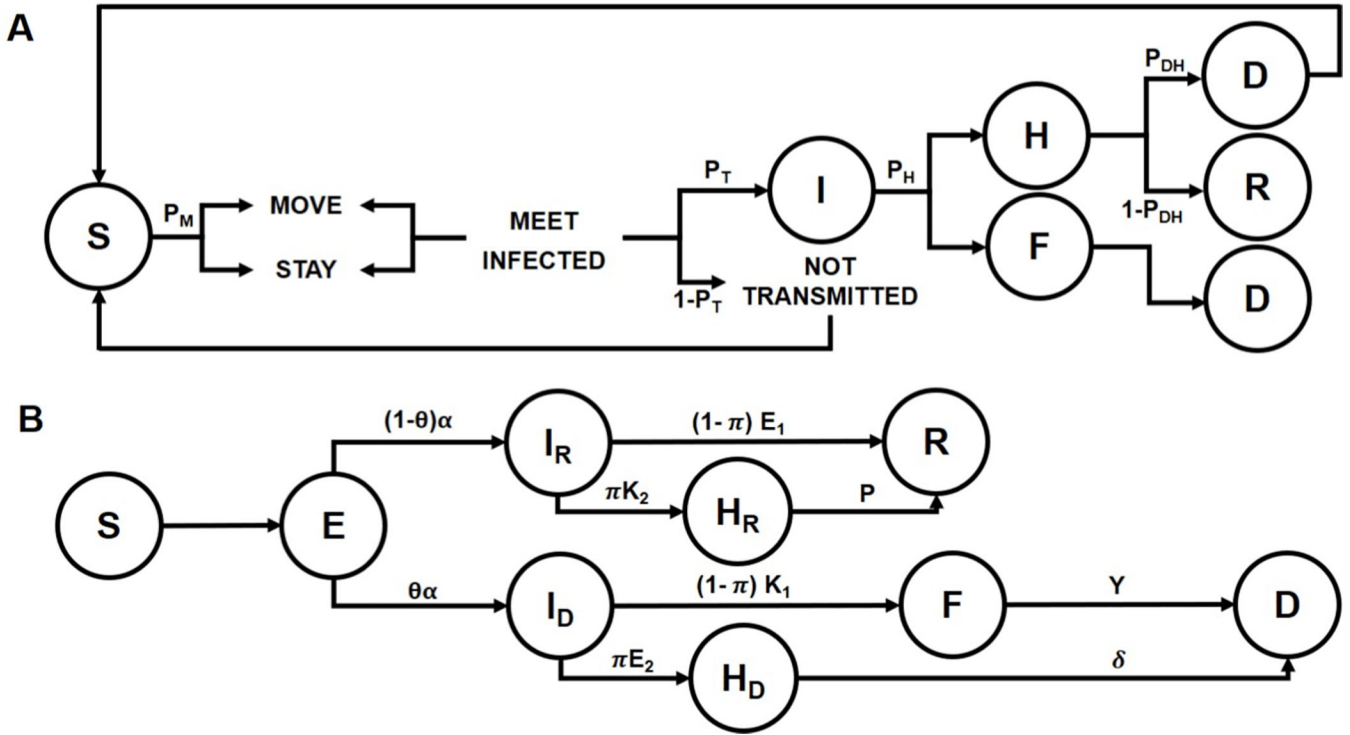 A
S
P_M
MOVE
STAY
MEET
INFECTED
P_T
1-P_T
I
NOT
TRANSMITTED
P_H
H
F
P_DH
1-P_DH
D
R
D
B
S
E
(1-θ)α
θα
I_R
(1- π) E_1
πK_2
H_R
P
R
I_D
(1- π) K_1
πE_2
H_D
F
Y
δ
D